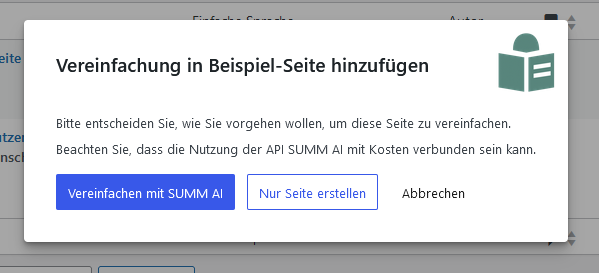 Einfache Sprache
Autor
eite
Vereinfachung in Beispiel-Seite hinzufügen
Bitte entscheiden Sie, wie Sie vorgehen wollen, um diese Seite zu vereinfachen.
utzer
Beachten Sie, dass die Nutzung der API SUMM AI mit Kosten verbunden sein kann.
nsch
Vereinfachen mit SUMM AI
Nur Seite erstellen
Abbrechen